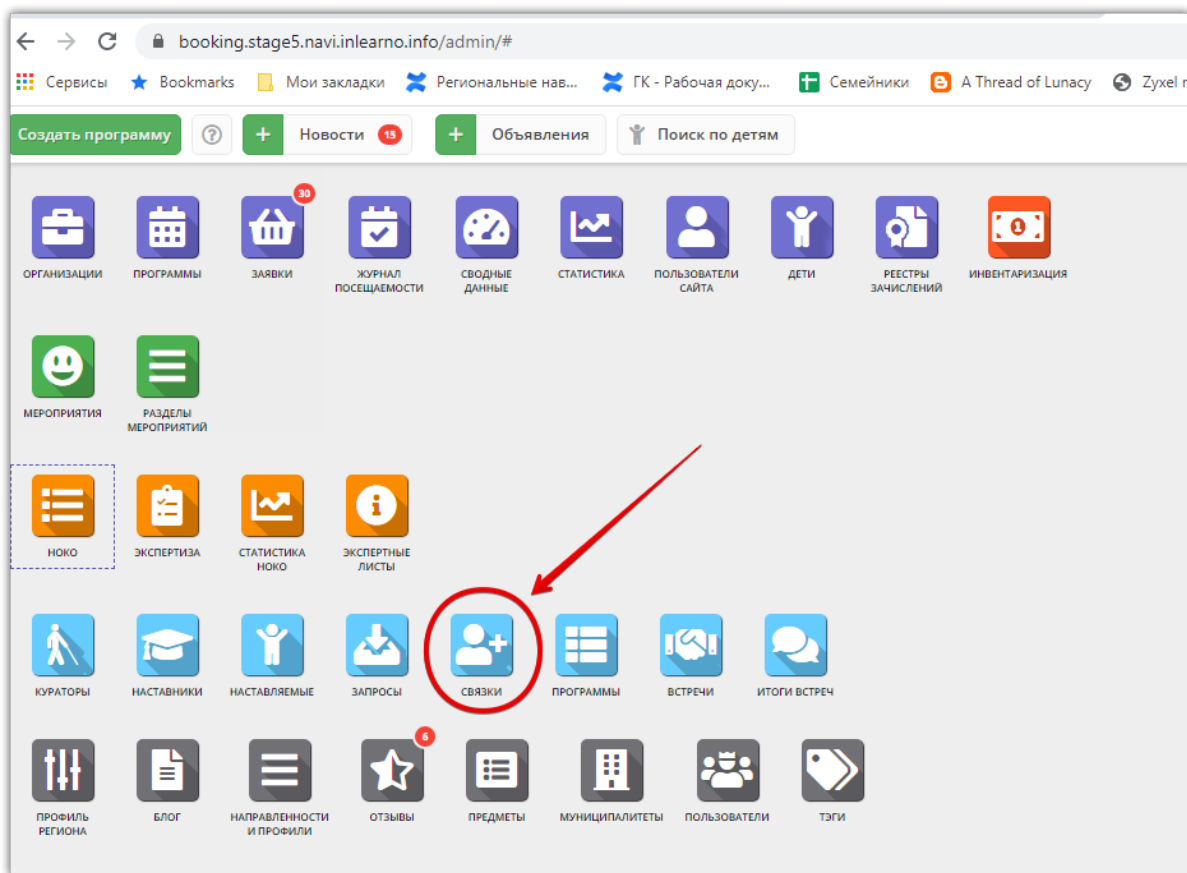 booking.stage5.navi.inlearno.info/admin/#
Сервисы Bookmarks Мои закладки Региональные нав... ГК - Рабочая доку... Семейники A Thread of Lunacy Zyxel
Создать программу ? + Новости 15 + Объявления Поиск по детям
30
ОРГАНИЗАЦИИ ПРОГРАММЫ ЗАЯВКИ ЖУРНАЛ ПОСЕЩАЕМОСТИ СВОДНЫЕ ДАННЫЕ СТАТИСТИКА ПОЛЬЗОВАТЕЛИ САЙТА ДЕТИ РЕЕСТРЫ ЗАЧИСЛЕНИЙ ИНВЕНТАРИЗАЦИЯ
МЕРОПРИЯТИЯ РАЗДЕЛЫ МЕРОПРИЯТИЙ
НОКО ЭКСПЕРТИЗА СТАТИСТИКА НОКО ЭКСПЕРТНЫЕ ЛИСТЫ
КУРАТОРЫ НАСТАВНИКИ НАСТАВЛЯЕМЫЕ ЗАПРОСЫ СВЯЗКИ ПРОГРАММЫ ВСТРЕЧИ ИТОГИ ВСТРЕЧ
6
ПРОФИЛЬ РЕГИОНА БЛОГ НАПРАВЛЕННОСТИ И ПРОФИЛИ ОТЗЫВЫ ПРЕДМЕТЫ МУНИЦИПАЛИТЕТЫ ПОЛЬЗОВАТЕЛИ ТЭГИ